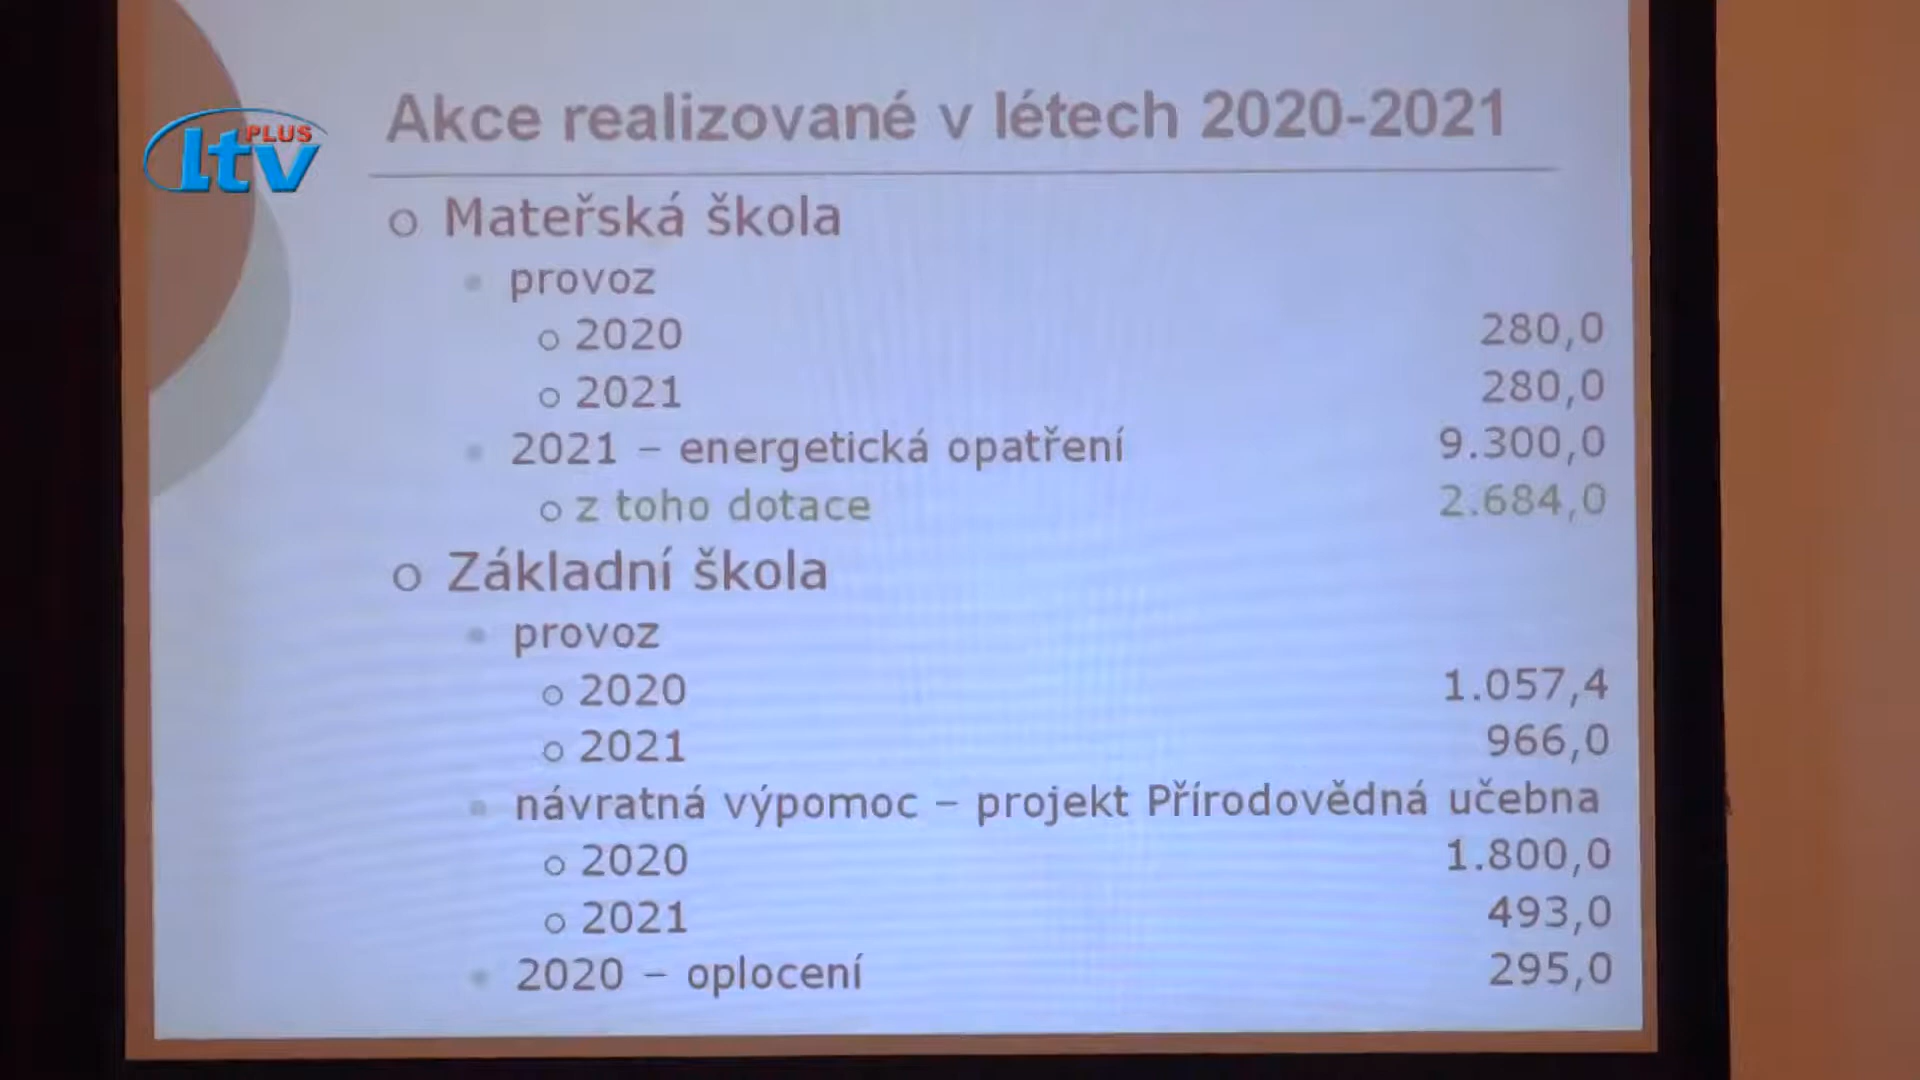 Akce realizované v létech 2020-2021
ltv PLUS
Mateřská škola
provoz
2020 280,0
2021 280,0
2021 – energetická opatření 9.300,0
z toho dotace 2.684,0
Základní škola
provoz
2020 1.057,4
2021 966,0
návratná výpomoc – projekt Přírodovědná učebna
2020 1.800,0
2021 493,0
2020 – oplocení 295,0